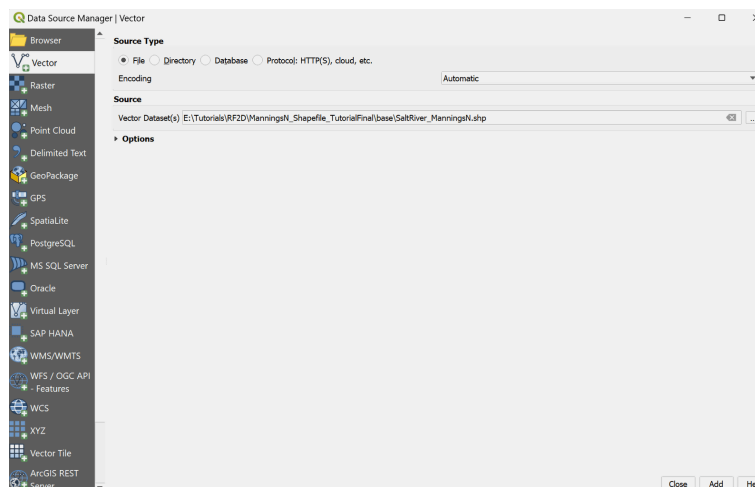 Data Source Manager | Vector
Browser
Vector
Raster
Mesh
Point Cloud
Delimited Text
GeoPackage
GPS
SpatiaLite
PostgreSQL
MS SQL Server
Oracle
Virtual Layer
SAP HANA
WMS/WMTS
WFS / OGC API
- Features
WCS
XYZ
Vector Tile
ArcGIS REST
Server
Source Type
File Directory Database Protocol: HTTP(S), cloud, etc.
Encoding Automatic
Source
Vector Dataset(s) E:\Tutorials\RF2D\ManningsN_Shapefile_TutorialFinal\base\SaltRiver_ManningsN.shp
Options
Close Add